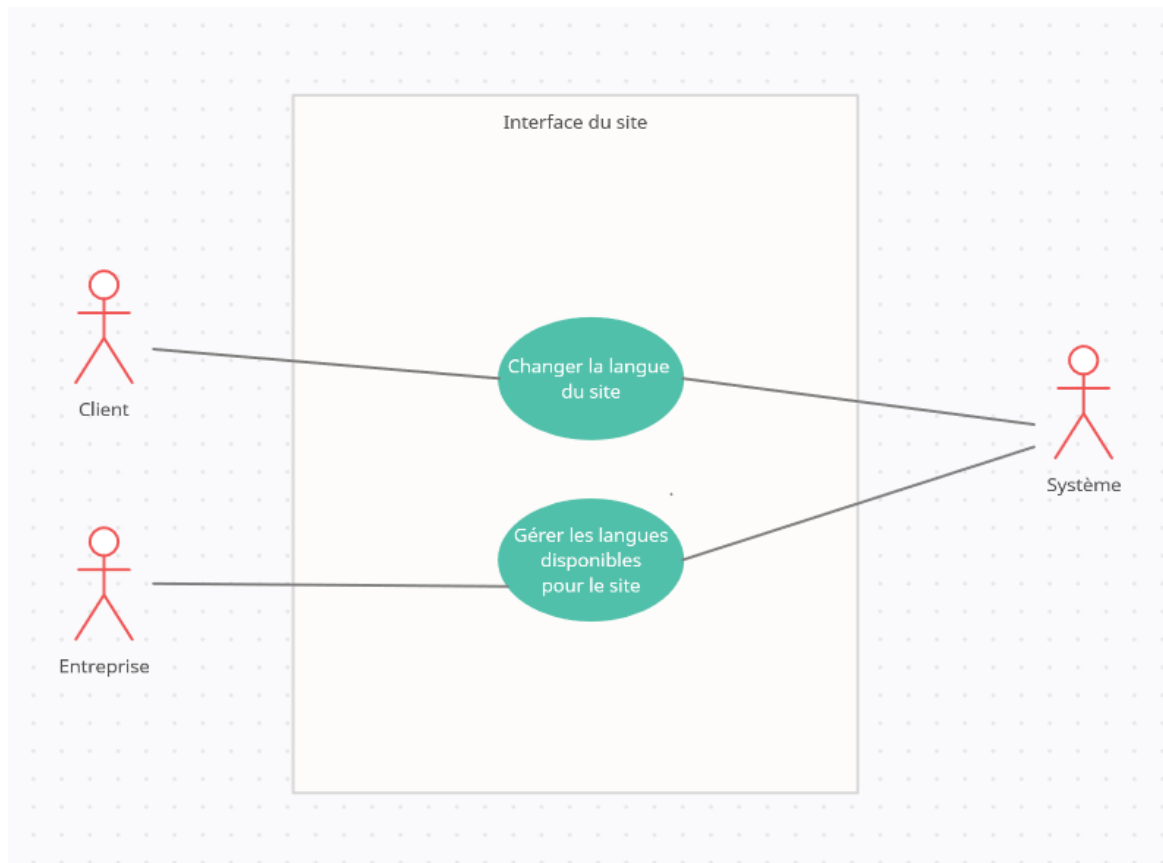 Interface du site
Client
Changer la langue
du site
Système
Entreprise
Gérer les langues
disponibles
pour le site